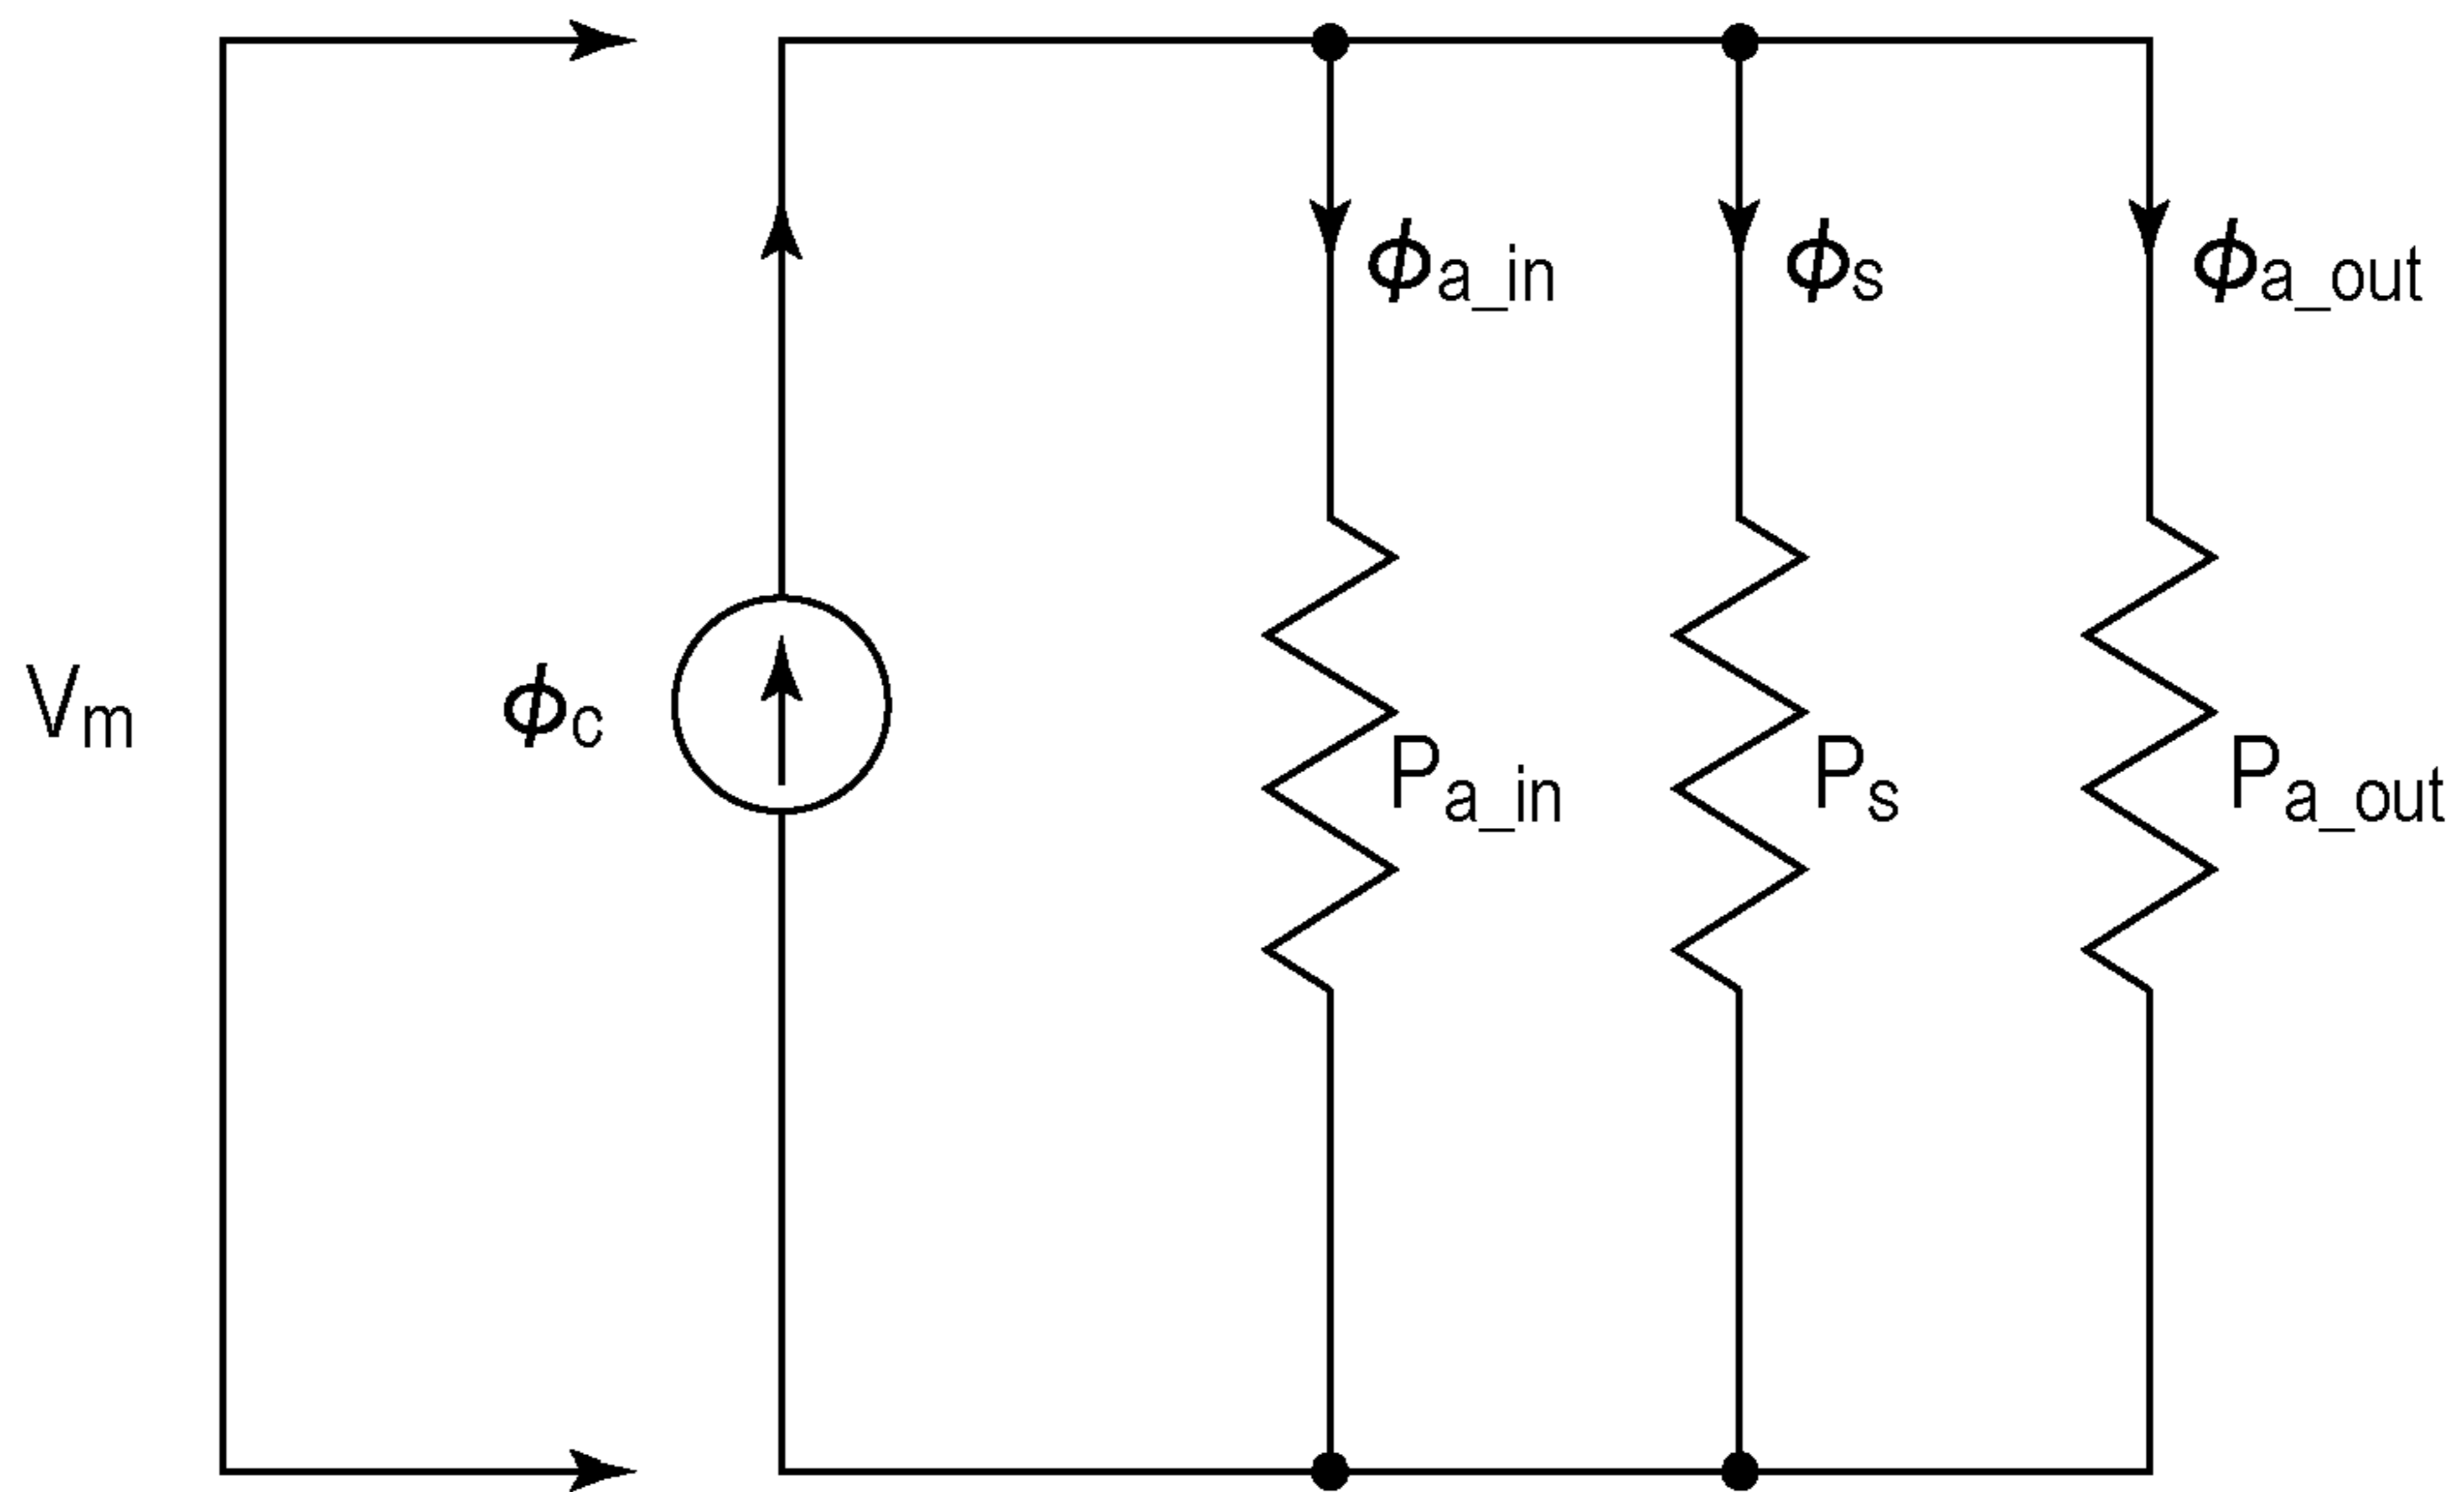 ϕa_in
ϕs
ϕa_out
Vm
ϕc
Pa_in
Ps
Pa_out